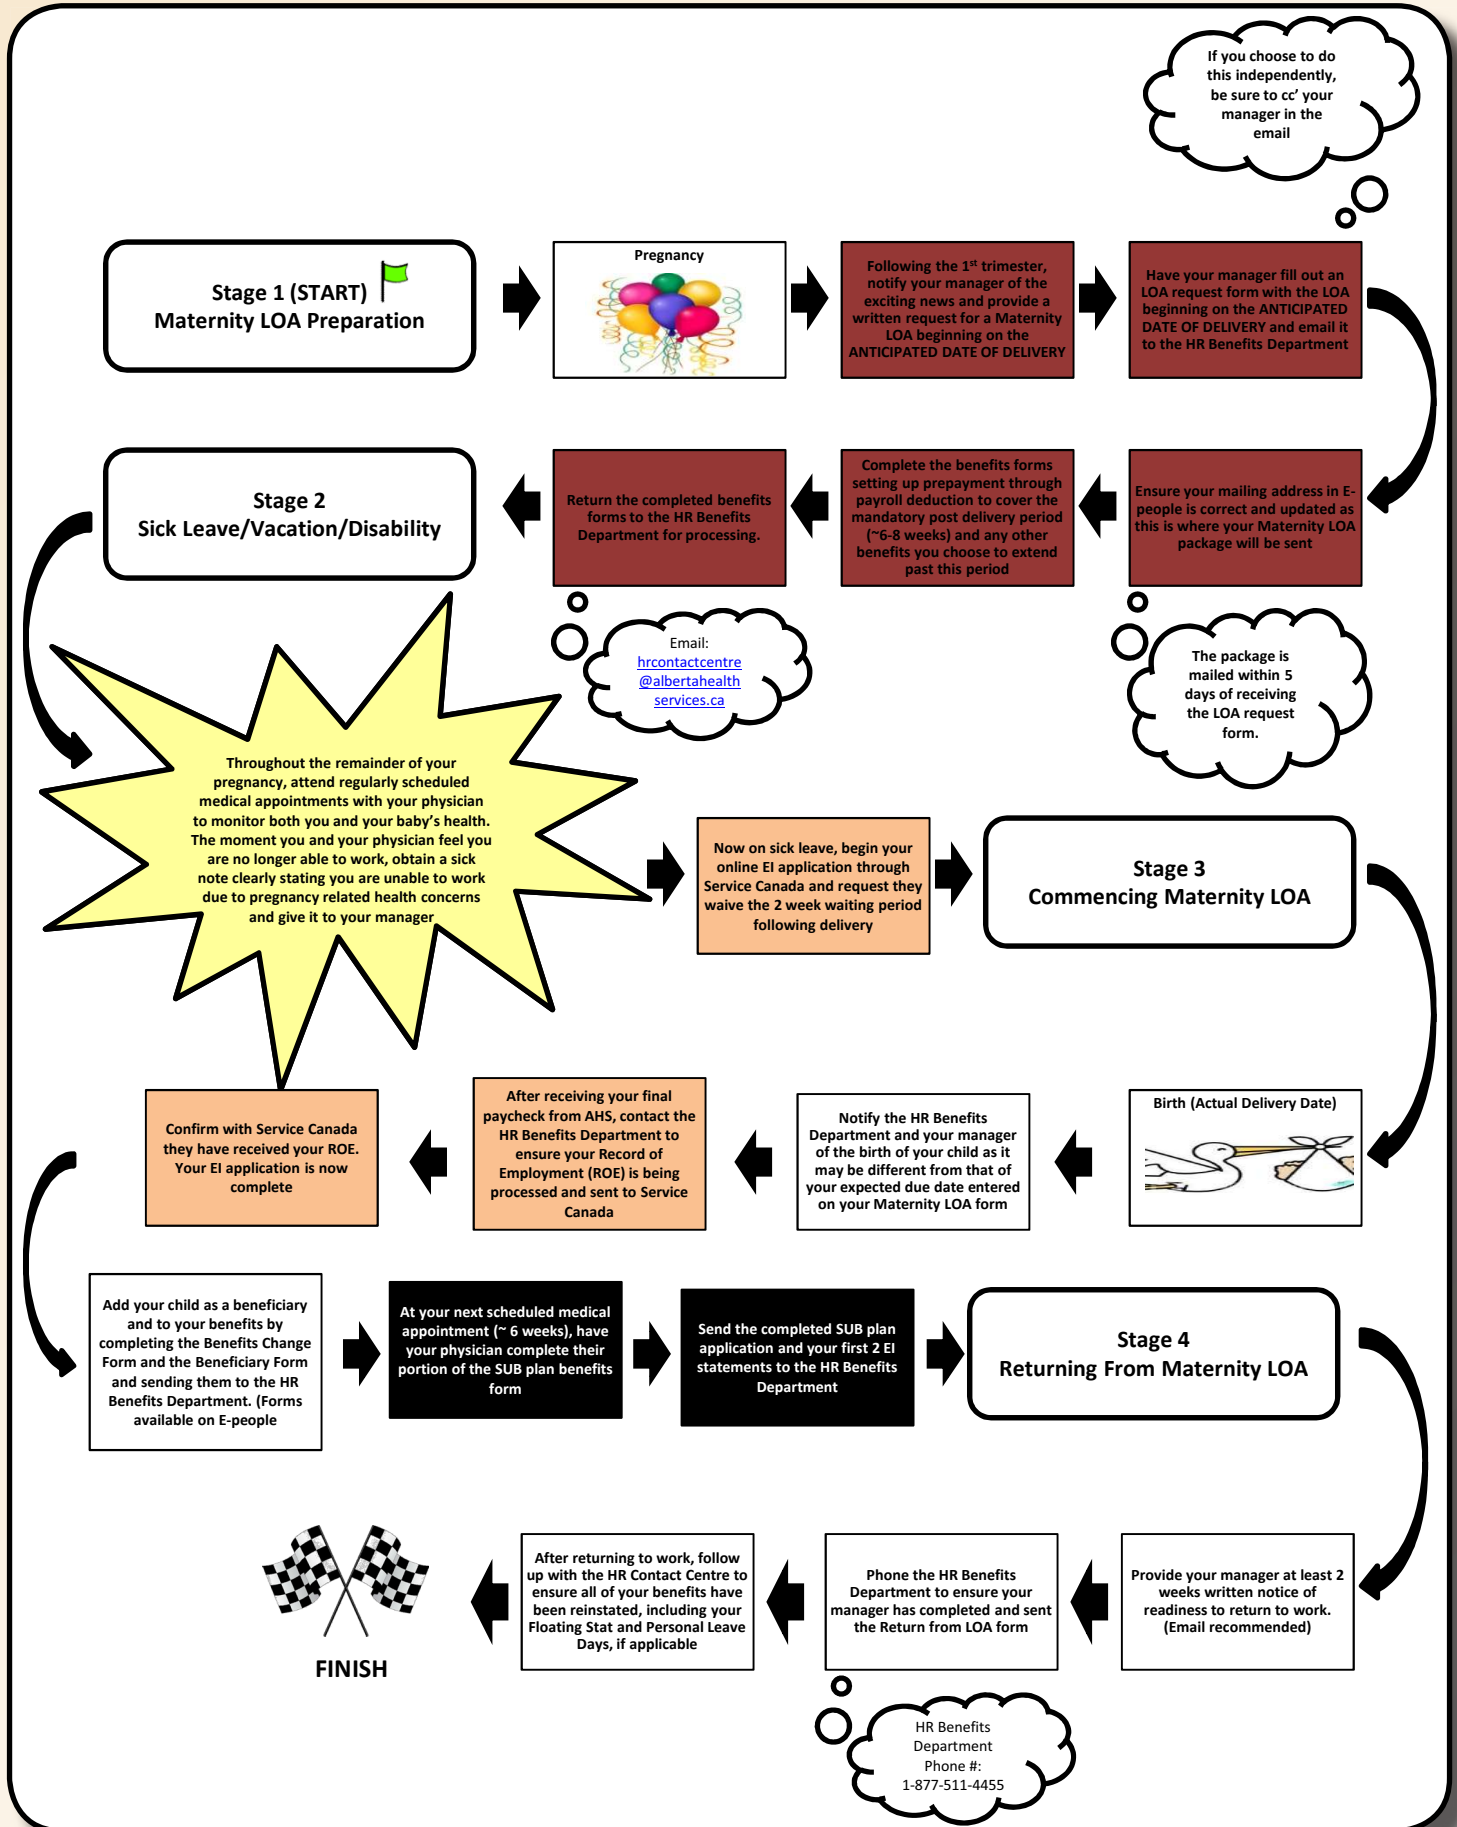 If you choose to do
this independently,
be sure to cc’ your
manager in the
email
Stage 1 (START)
Maternity LOA Preparation
Pregnancy
Following the 1st trimester,
notify your manager of the
exciting news and provide a
written request for a Maternity
LOA beginning on the
ANTICIPATED DATE OF DELIVERY
Have your manager fill out an
LOA request form with the LOA
beginning on the ANTICIPATED
DATE OF DELIVERY and email it
to the HR Benefits Department
Ensure your mailing address in E-
people is correct and updated as
this is where your Maternity LOA
package will be sent
The package is
mailed within 5
days of receiving
the LOA request
form.
Complete the benefits forms
setting up prepayment through
payroll deduction to cover the
mandatory post delivery period
(~6-8 weeks) and any other
benefits you choose to extend
past this period
Return the completed benefits
forms to the HR Benefits
Department for processing.
Email:
hrcontactcentre
@albertahealth
services.ca
Stage 2
Sick Leave/Vacation/Disability
Throughout the remainder of your
pregnancy, attend regularly scheduled
medical appointments with your physician
to monitor both you and your baby’s health.
The moment you and your physician feel you
are no longer able to work, obtain a sick
note clearly stating you are unable to work
due to pregnancy related health concerns
and give it to your manager
Now on sick leave, begin your
online EI application through
Service Canada and request they
waive the 2 week waiting period
following delivery
Stage 3
Commencing Maternity LOA
Birth (Actual Delivery Date)
Notify the HR Benefits
Department and your manager
of the birth of your child as it
may be different from that of
your expected due date entered
on your Maternity LOA form
After receiving your final
paycheck from AHS, contact the
HR Benefits Department to
ensure your Record of
Employment (ROE) is being
processed and sent to Service
Canada
Confirm with Service Canada
they have received your ROE.
Your EI application is now
complete
Add your child as a beneficiary
and to your benefits by
completing the Benefits Change
Form and the Beneficiary Form
and sending them to the HR
Benefits Department. (Forms
available on E-people
At your next scheduled medical
appointment (~ 6 weeks), have
your physician complete their
portion of the SUB plan benefits
form
Send the completed SUB plan
application and your first 2 EI
statements to the HR Benefits
Department
Stage 4
Returning From Maternity LOA
Provide your manager at least 2
weeks written notice of
readiness to return to work.
(Email recommended)
Phone the HR Benefits
Department to ensure your
manager has completed and sent
the Return from LOA form
HR Benefits
Department
Phone #:
1-877-511-4455
After returning to work, follow
up with the HR Contact Centre to
ensure all of your benefits have
been reinstated, including your
Floating Stat and Personal Leave
Days, if applicable
FINISH